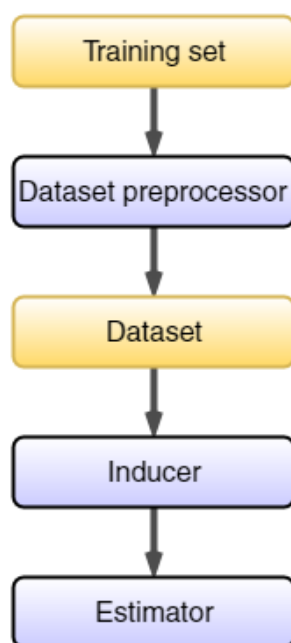 Training set
Dataset preprocessor
Dataset
Inducer
Estimator